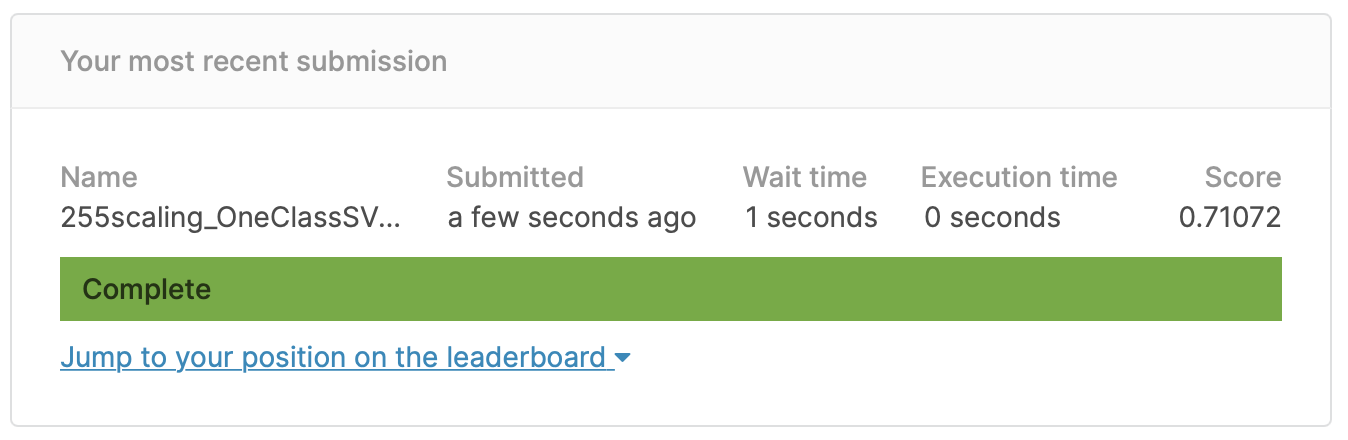 Your most recent submission
Name Submitted Wait time Execution time Score
255scaling_OneClassSV... a few seconds ago 1 seconds 0 seconds 0.71072
Complete
Jump to your position on the leaderboard